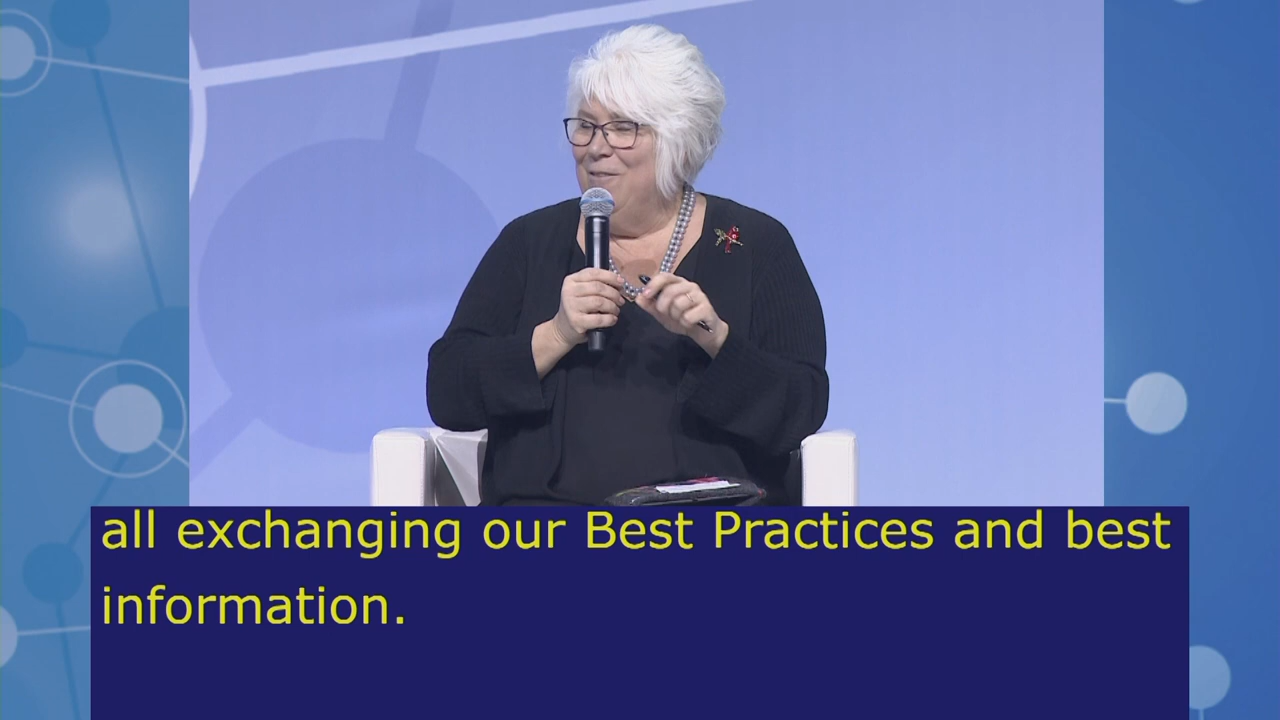 all exchanging our Best Practices and best
information.